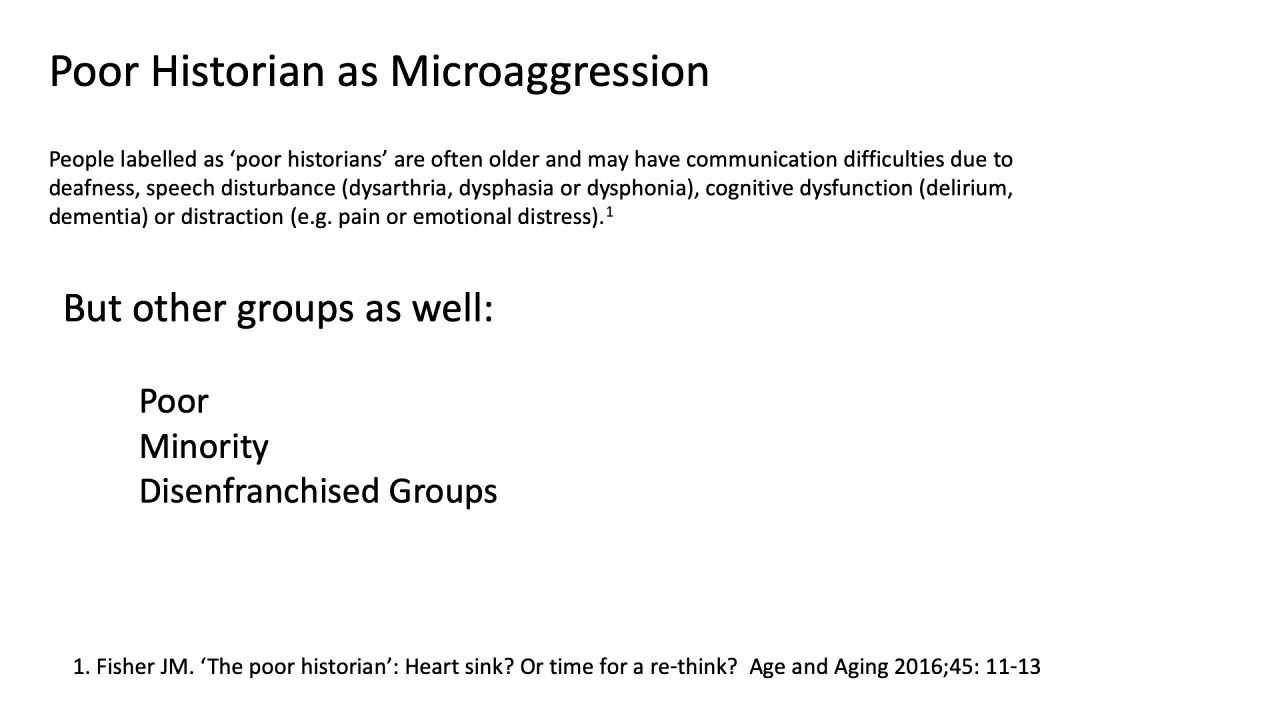 Poor Historian as Microaggression
People labelled as ‘poor historians’ are often older and may have communication difficulties due to
deafness, speech disturbance (dysarthria, dysphasia or dysphonia), cognitive dysfunction (delirium,
dementia) or distraction (e.g. pain or emotional distress).¹
But other groups as well:
Poor
Minority
Disenfranchised Groups
1. Fisher JM. ‘The poor historian’: Heart sink? Or time for a re-think?  Age and Aging 2016;45: 11-13